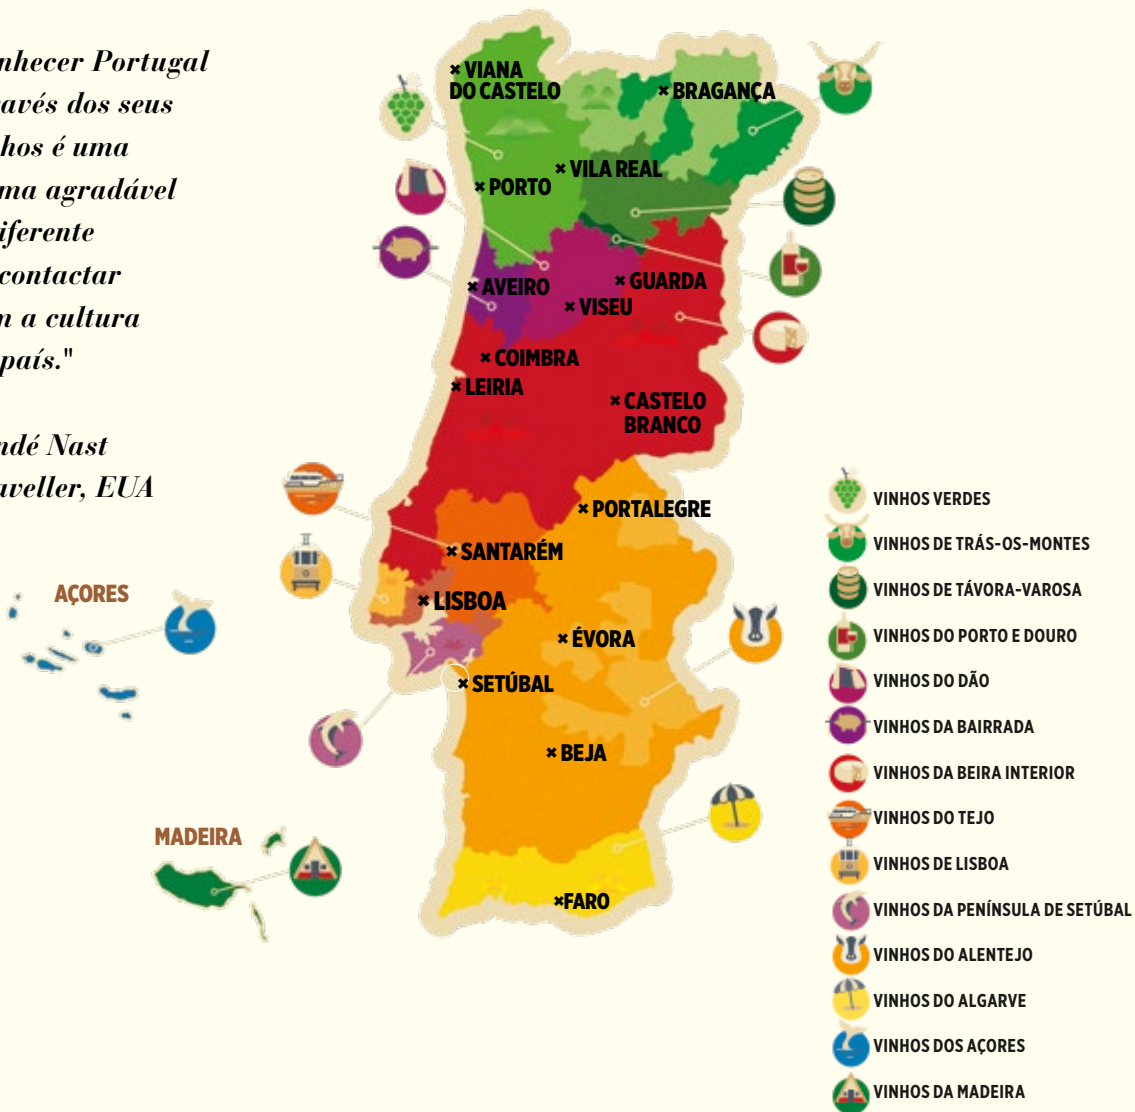 nhecer Portugal
avés dos seus
hos é uma
ma agradável
iferente
contactar
m a cultura
país."
ndé Nast
aveller, EUA
VIANA
DO CASTELO
BRAGANÇA
VILA REAL
PORTO
AVEIRO
GUARDA
VISEU
COIMBRA
LEIRIA
CASTELO
BRANCO
PORTALEGRE
SANTARÉM
LISBOA
ÉVORA
SETÚBAL
BEJA
FARO
AÇORES
MADEIRA
VINHOS VERDES
VINHOS DE TRÁS-OS-MONTES
VINHOS DE TÁVORA-VAROSA
VINHOS DO PORTO E DOURO
VINHOS DO DÃO
VINHOS DA BAIRRADA
VINHOS DA BEIRA INTERIOR
VINHOS DO TEJO
VINHOS DE LISBOA
VINHOS DA PENÍNSULA DE SETÚBAL
VINHOS DO ALENTEJO
VINHOS DO ALGARVE
VINHOS DOS AÇORES
VINHOS DA MADEIRA